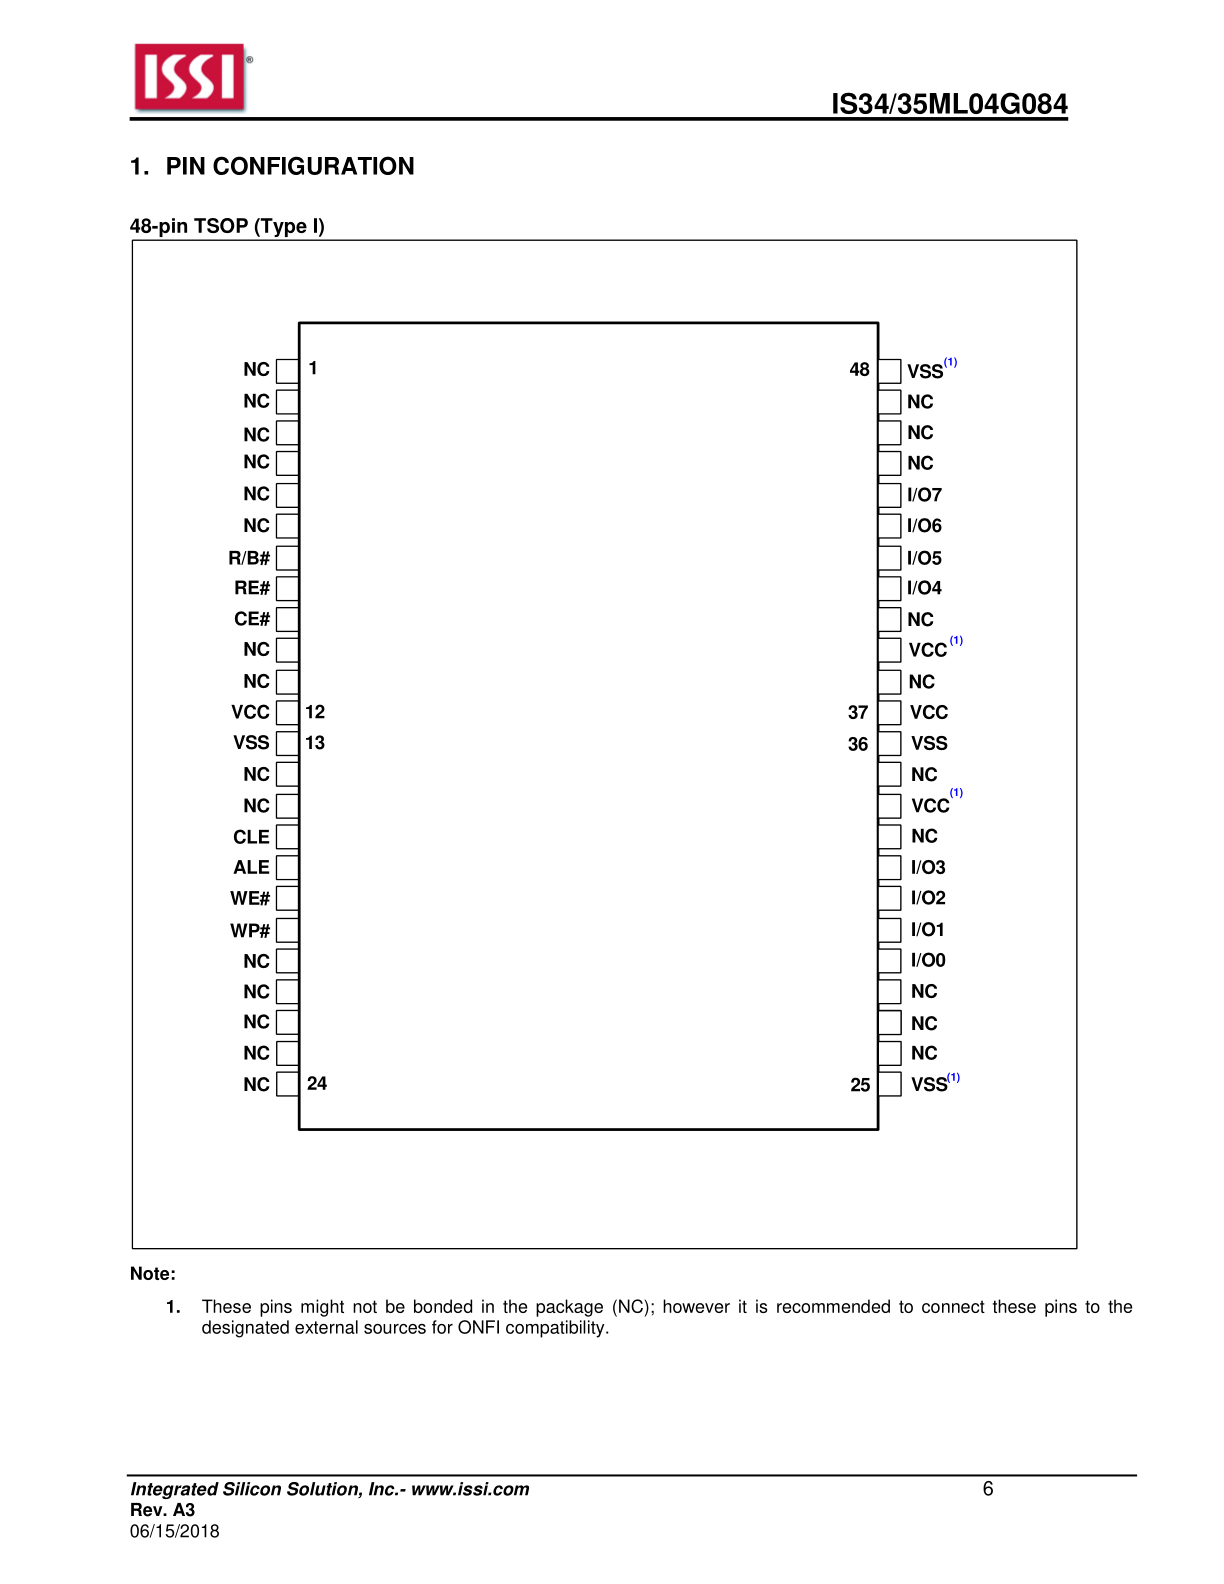 ISSI®
IS34/35ML04G084
1. PIN CONFIGURATION
48-pin TSOP (Type I)
NC 1 48 VSS(1)
NC NC
NC NC
NC NC
NC I/O7
NC I/O6
R/B# I/O5
RE# I/O4
CE# NC
NC VCC (1)
NC NC
VCC 12 37 VCC
VSS 13 36 VSS
NC NC
NC VCC(1)
CLE NC
ALE I/O3
WE# I/O2
WP# I/O1
NC I/O0
NC NC
NC NC
NC NC
NC 24 25 VSS(1)
Note:
1. These pins might not be bonded in the package (NC); however it is recommended to connect these pins to the
designated external sources for ONFI compatibility.
Integrated Silicon Solution, Inc.- www.issi.com 6
Rev. A3
06/15/2018